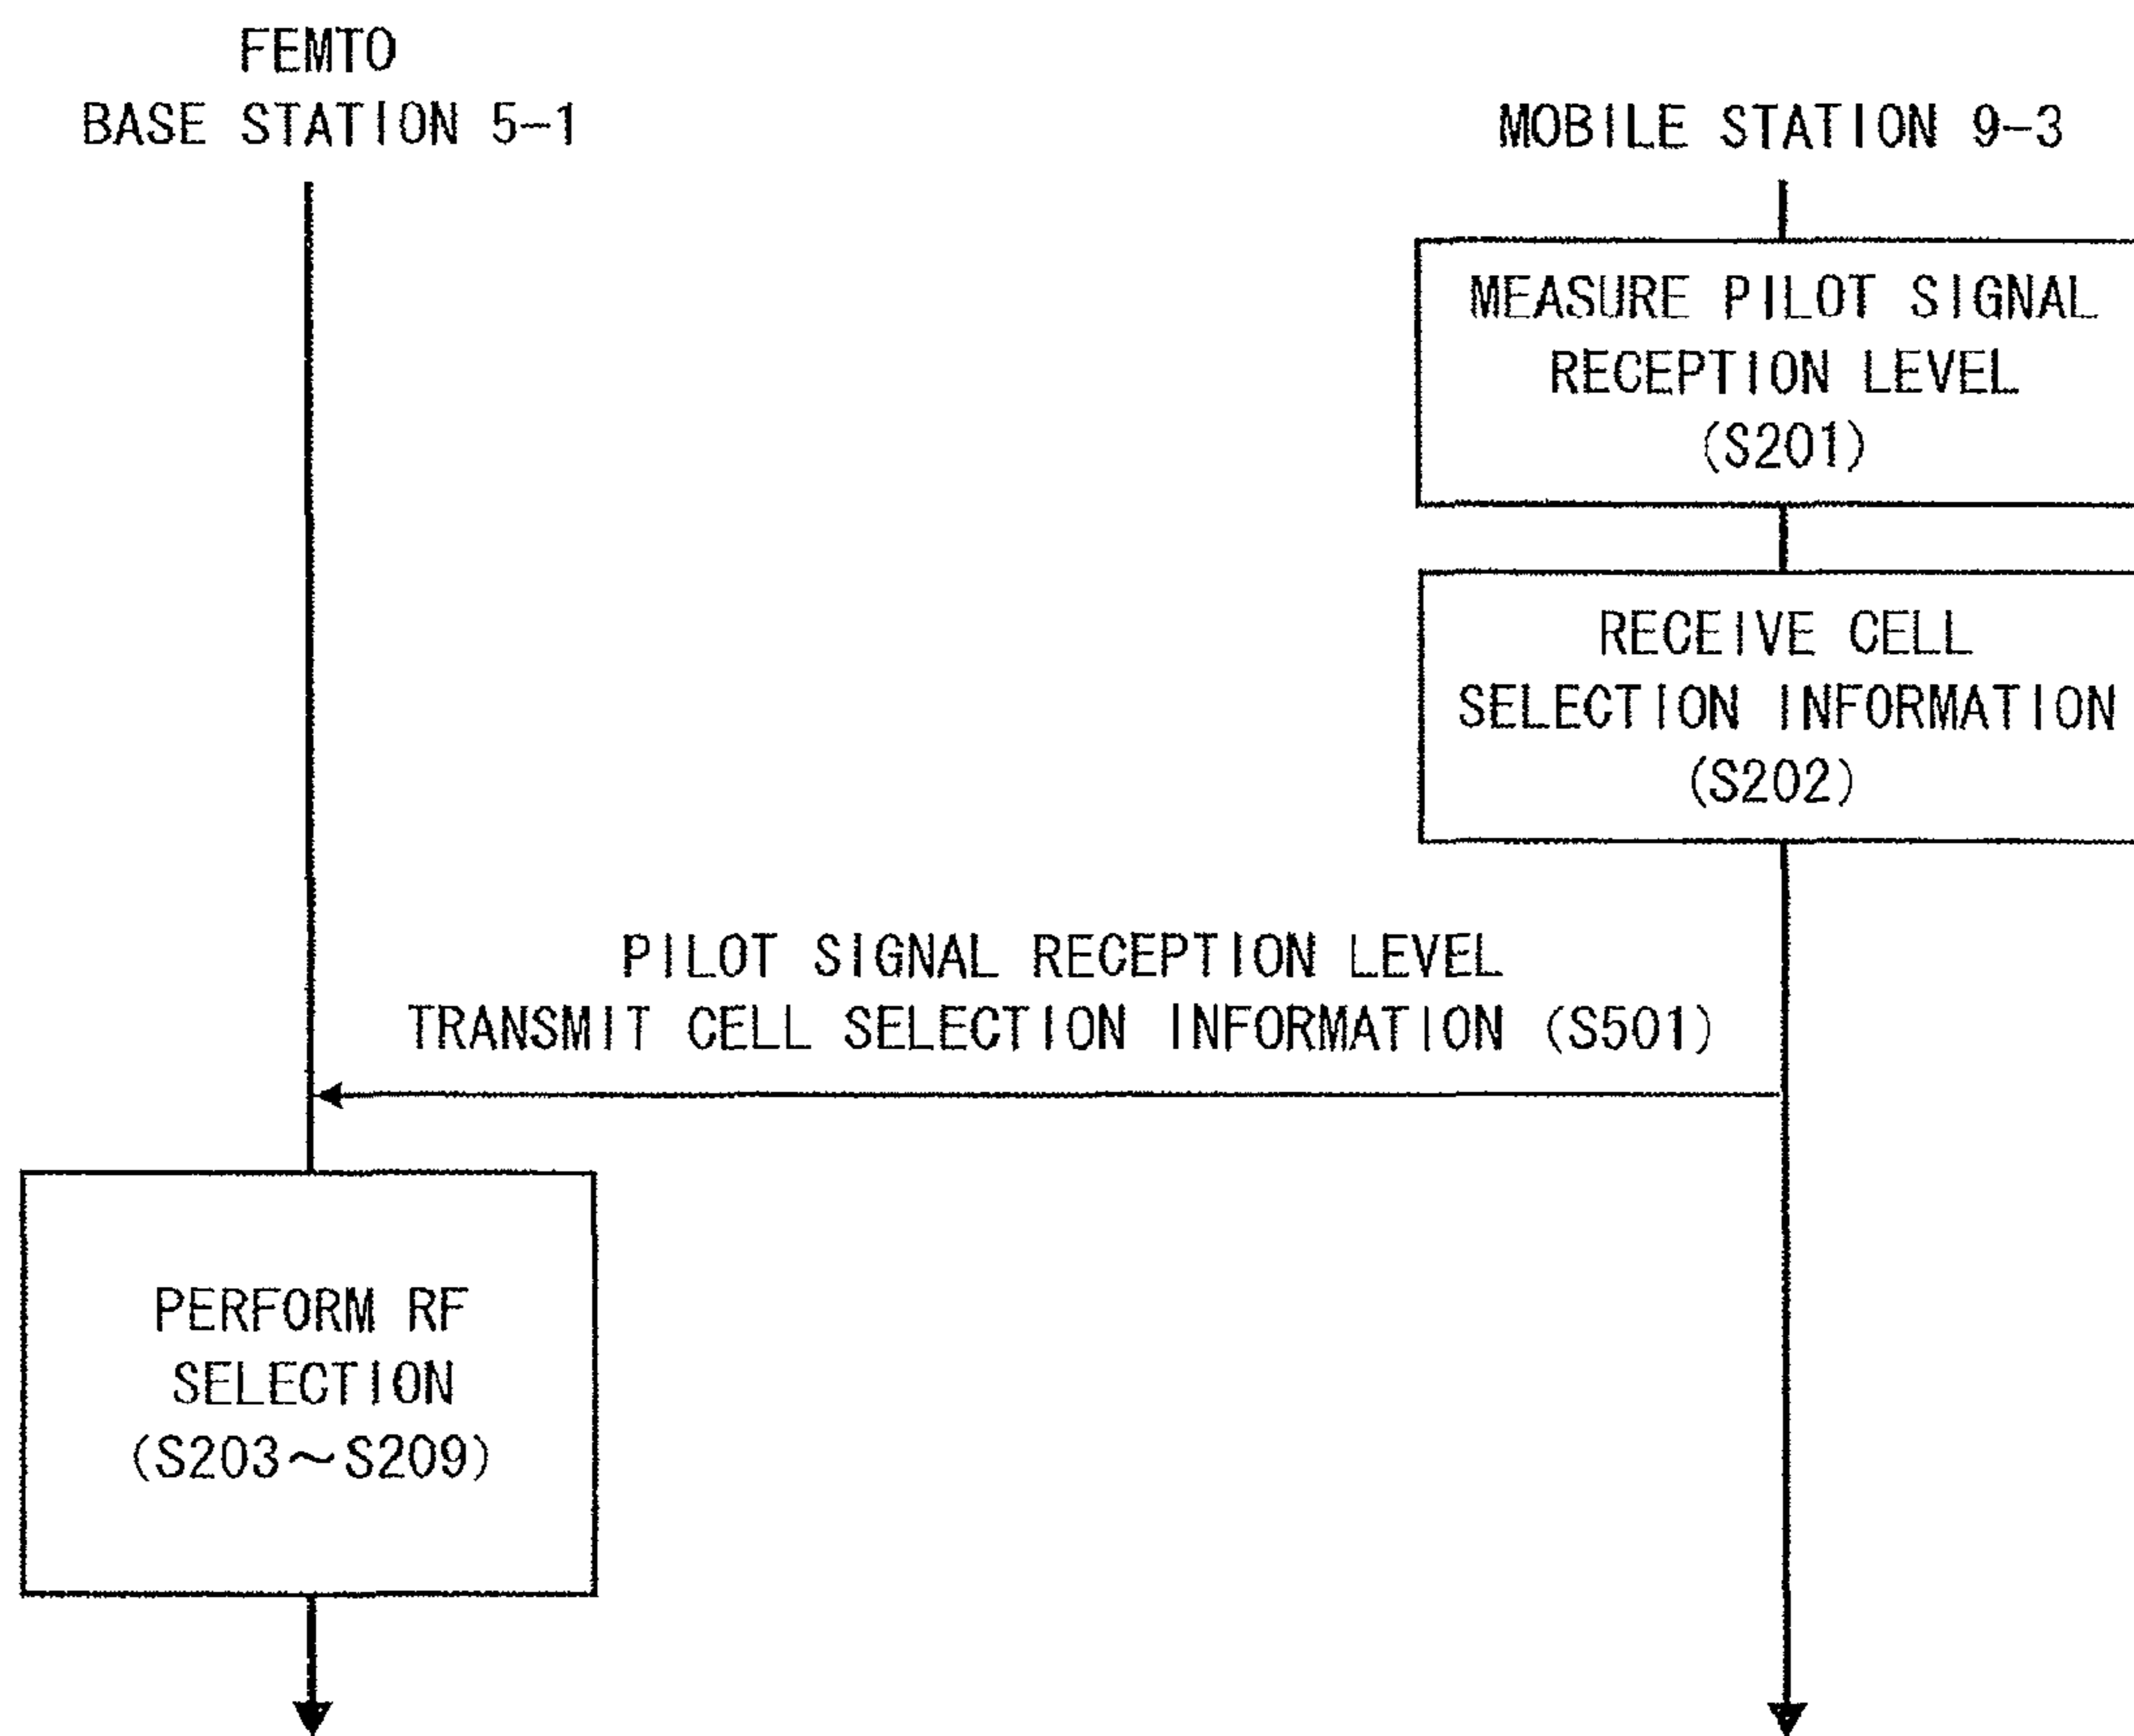 FEMTO
BASE STATION 5-1
MOBILE STATION 9-3
MEASURE PILOT SIGNAL
RECEPTION LEVEL
(S201)
RECEIVE CELL
SELECTION INFORMATION
(S202)
PILOT SIGNAL RECEPTION LEVEL
TRANSMIT CELL SELECTION INFORMATION (S501)
PERFORM RF
SELECTION
(S203～S209)